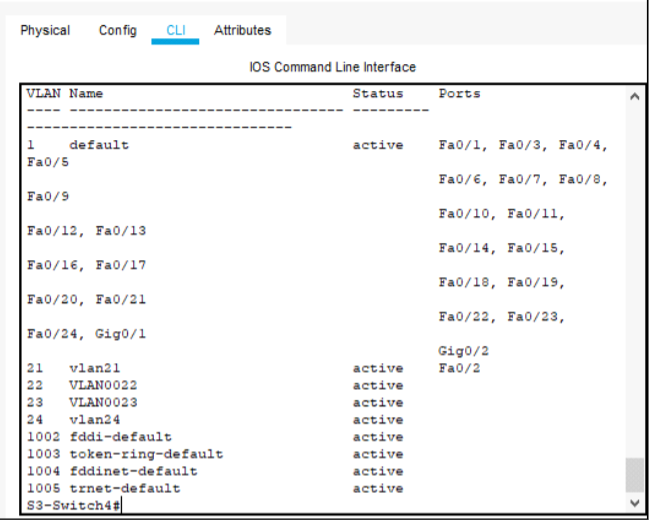 Physical Config CLI Attributes
IOS Command Line Interface
VLAN Name Status Ports
---- -------------------------------- ---------
-------------------------------
1 default active Fa0/1, Fa0/3, Fa0/4,
Fa0/5
Fa0/6, Fa0/7, Fa0/8,
Fa0/9
Fa0/10, Fa0/11,
Fa0/12, Fa0/13
Fa0/14, Fa0/15,
Fa0/16, Fa0/17
Fa0/18, Fa0/19,
Fa0/20, Fa0/21
Fa0/22, Fa0/23,
Fa0/24, Gig0/1
Gig0/2
21 vlan21 active Fa0/2
22 VLAN0022 active
23 VLAN0023 active
24 vlan24 active
1002 fddi-default active
1003 token-ring-default active
1004 fddinet-default active
1005 trnet-default active
S3-Switch4#